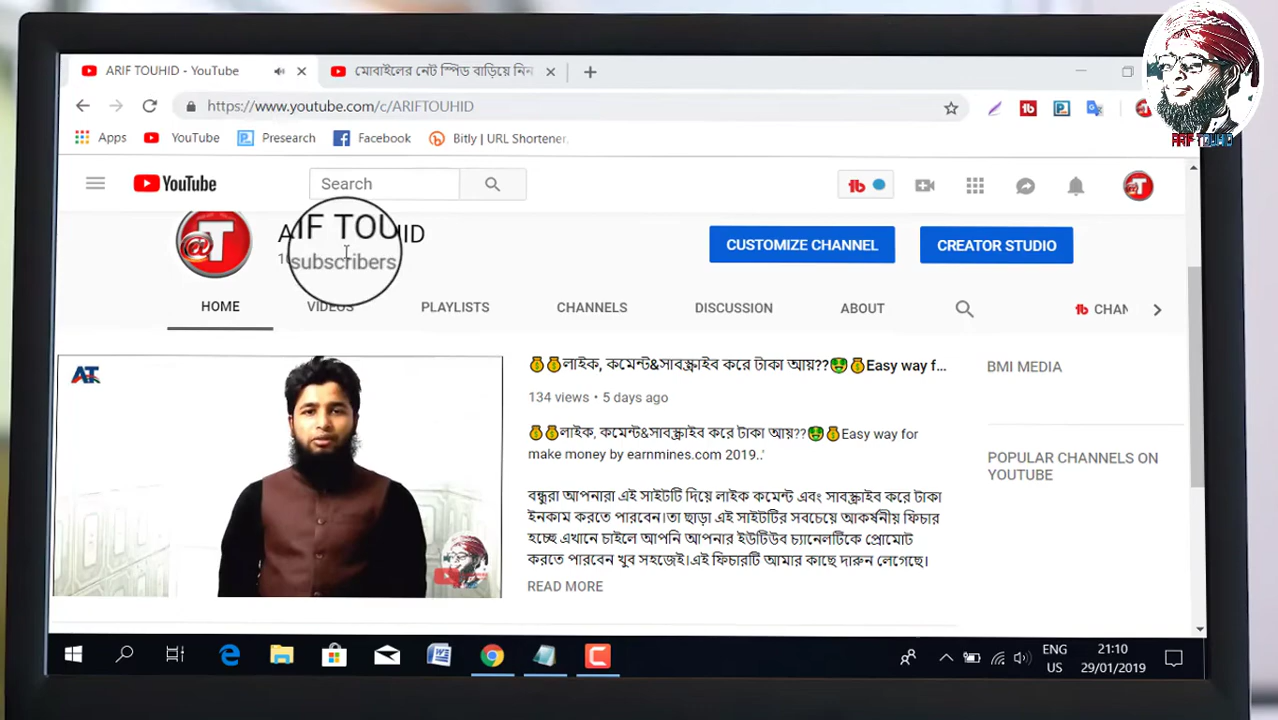 ARIF TOUHID - YouTube
মোবাইলের নেট স্পিড বাড়িয়ে নিন
https://www.youtube.com/c/ARIFTOUHID
Apps
YouTube
Presearch
Facebook
Bitly | URL Shortener,
ARIF TOUHID
YouTube
Search
tb
T
AIF TOUHID
subscribers
CUSTOMIZE CHANNEL
CREATOR STUDIO
HOME
VIDEOS
PLAYLISTS
CHANNELS
DISCUSSION
ABOUT
tb CHAN
AT
💰💰লাইক, কমেন্ট&সাবস্ক্রাইব করে টাকা আয়??🤑💰Easy way f...
134 views • 5 days ago
💰💰লাইক, কমেন্ট&সাবস্ক্রাইব করে টাকা আয়??🤑💰Easy way for
make money by earnmines.com 2019..'
বন্ধুরা আপনারা এই সাইটটি দিয়ে লাইক কমেন্ট এবং সাবস্ক্রাইব করে টাকা
ইনকাম করতে পারবেন।তা ছাড়া এই সাইটটির সবচেয়ে আকর্ষনীয় ফিচার
হচ্ছে এখানে চাইলে আপনি আপনার ইউটিউব চ্যানেলটিকে প্রোমোট
করতে পারবেন খুব সহজেই।এই ফিচারটি আমার কাছে দারুন লেগেছে।
READ MORE
BMI MEDIA
POPULAR CHANNELS ON
YOUTUBE
ENG
US
21:10
29/01/2019